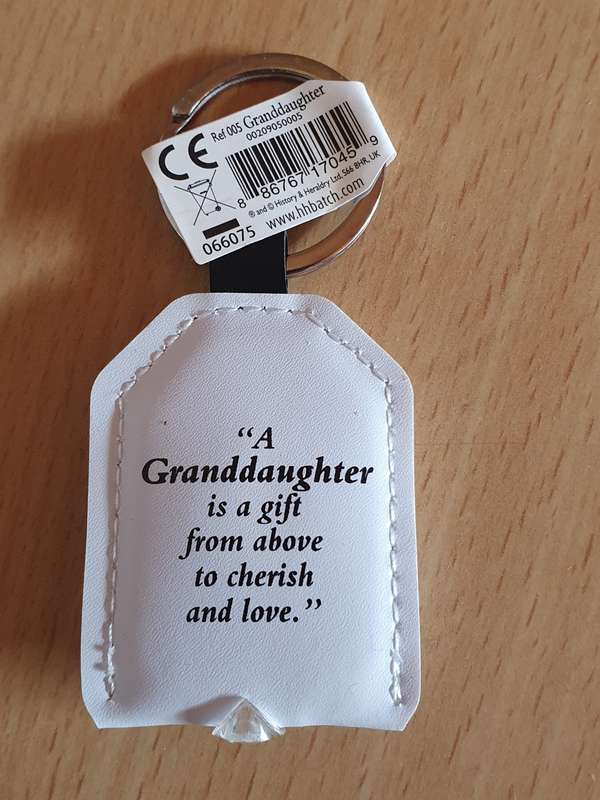 CE
Ref 005 Granddaughter
00209050005
8 86767 17045 9
® and © History & Heraldry Ltd, S66 8HR, UK
www.hhbatch.com
066075
“A
Granddaughter
is a gift
from above
to cherish
and love.”